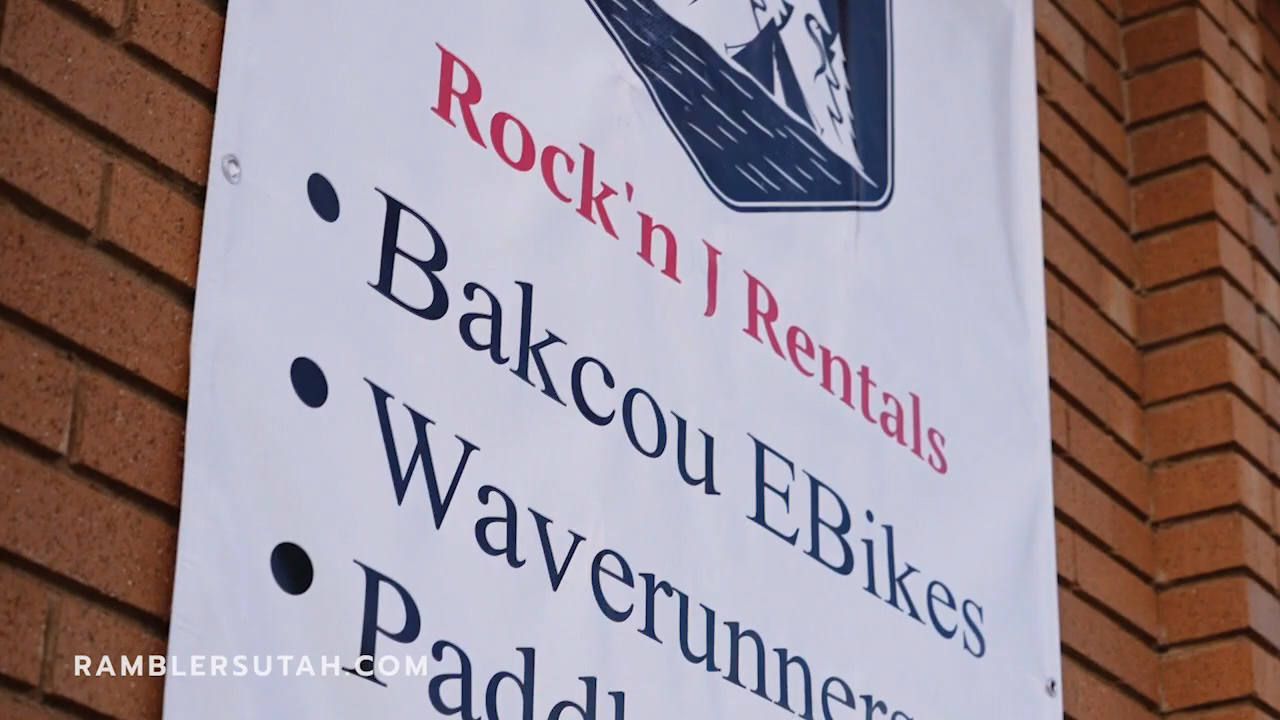 Rock'n J Rentals
• Bakcou EBikes
• Waverunners
RAMBLERSUTAH.COM